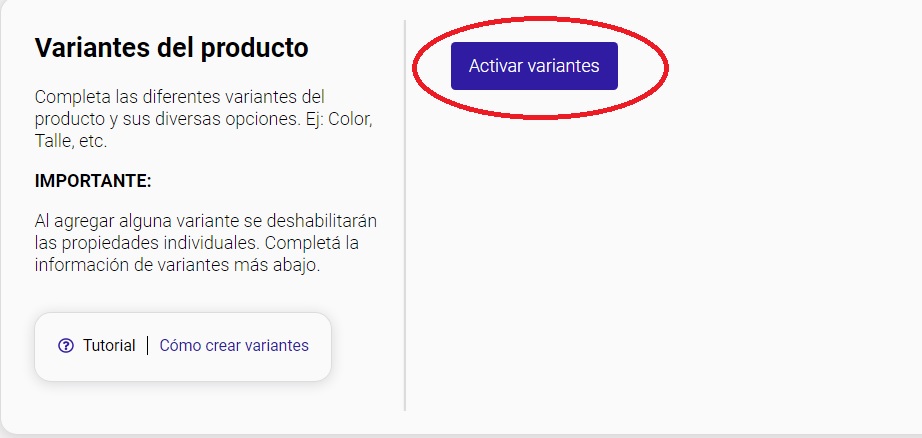 Variantes del producto
Activar variantes
Completa las diferentes variantes del
producto y sus diversas opciones. Ej: Color,
Talle, etc.
IMPORTANTE:
Al agregar alguna variante se deshabilitarán
las propiedades individuales. Completá la
información de variantes más abajo.
Tutorial | Cómo crear variantes